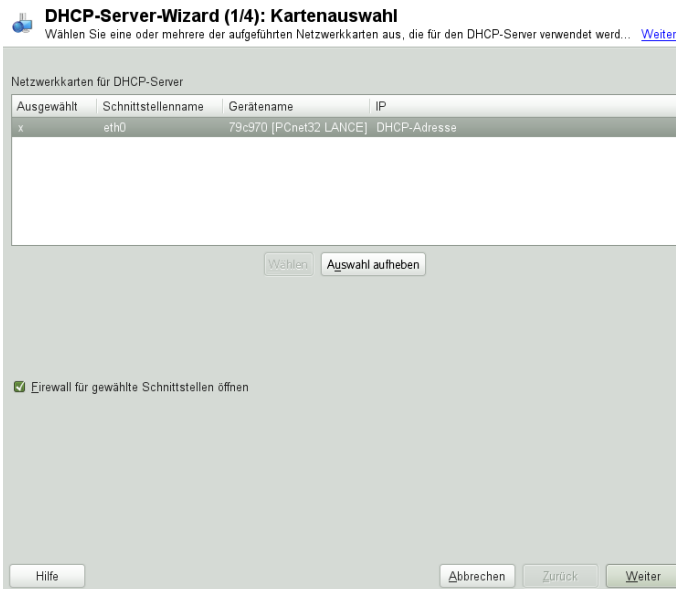 DHCP-Server-Wizard (1/4): Kartenauswahl
Wählen Sie eine oder mehrere der aufgeführten Netzwerkkarten aus, die für den DHCP-Server verwendet werd... Weiter
Netzwerkkarten für DHCP-Server
Ausgewählt Schnittstellenname Gerätename IP
x eth0 79c970 [PCnet32 LANCE] DHCP-Adresse
Wählen Auswahl aufheben
Firewall für gewählte Schnittstellen öffnen
Hilfe Abbrechen Zurück Weiter